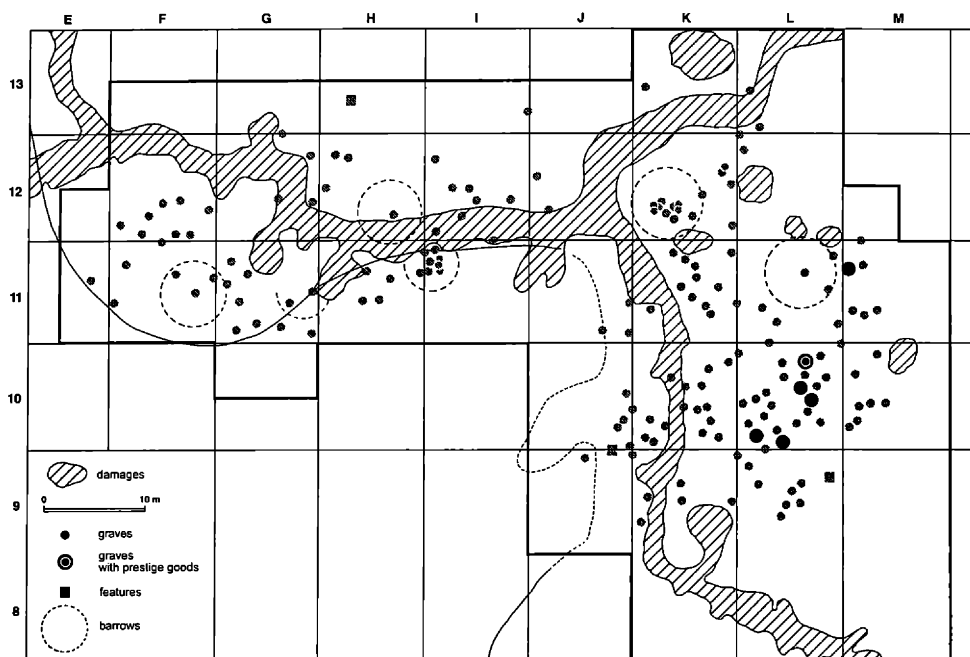 E F G H I J K L M
13
12
11
10
9
8
damages
0 10 m
graves
graves
with prestige goods
features
barrows